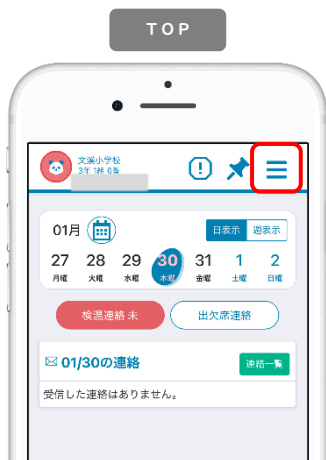 TOP
文溪小学校
3年 1組 0番
01月
日表示 週表示
27 28 29 30 31 1 2
月曜 火曜 水曜 木曜 金曜 土曜 日曜
検温連絡 未 出欠席連絡
01/30の連絡 連絡一覧
受信した連絡はありません。